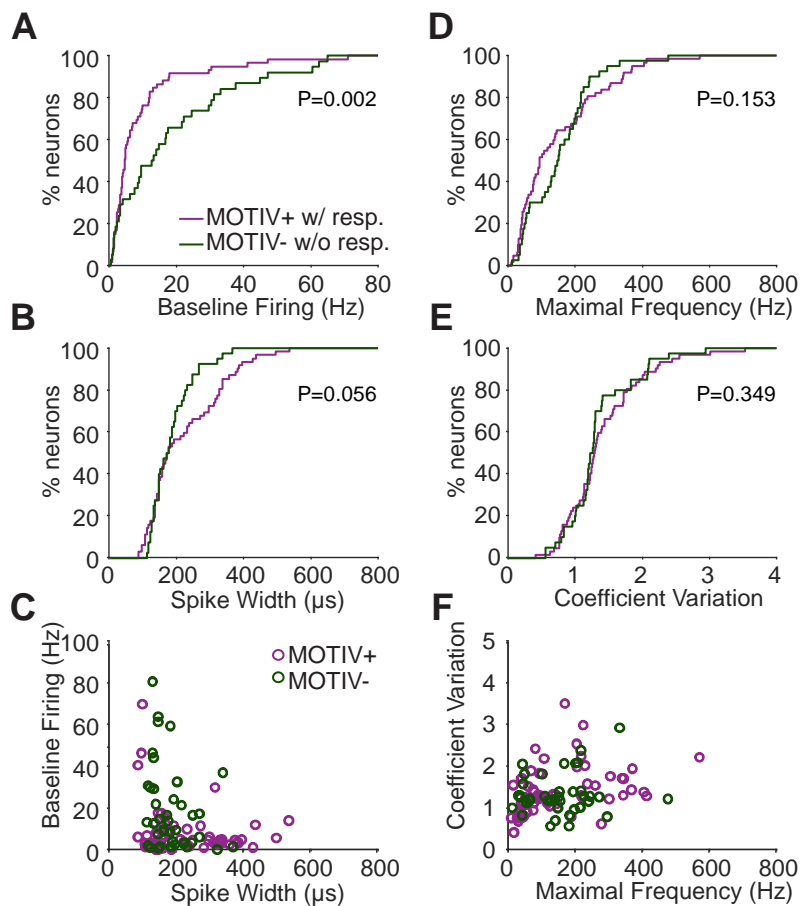 A
% neurons
100
80
60
40
20
0
P=0.002
MOTIV+ w/ resp.
MOTIV- w/o resp.
0 20 40 60 80
Baseline Firing (Hz)
D
% neurons
100
80
60
40
20
0
P=0.153
0 200 400 600 800
Maximal Frequency (Hz)
B
% neurons
100
80
60
40
20
0
P=0.056
0 200 400 600 800
Spike Width (µs)
E
% neurons
100
80
60
40
20
0
P=0.349
0 1 2 3 4
Coefficient Variation
C
Baseline Firing (Hz)
100
80
60
40
20
0
MOTIV+
MOTIV-
0 200 400 600 800
Spike Width (µs)
F
Coefficient Variation
5
4
3
2
1
0
0 200 400 600 800
Maximal Frequency (Hz)